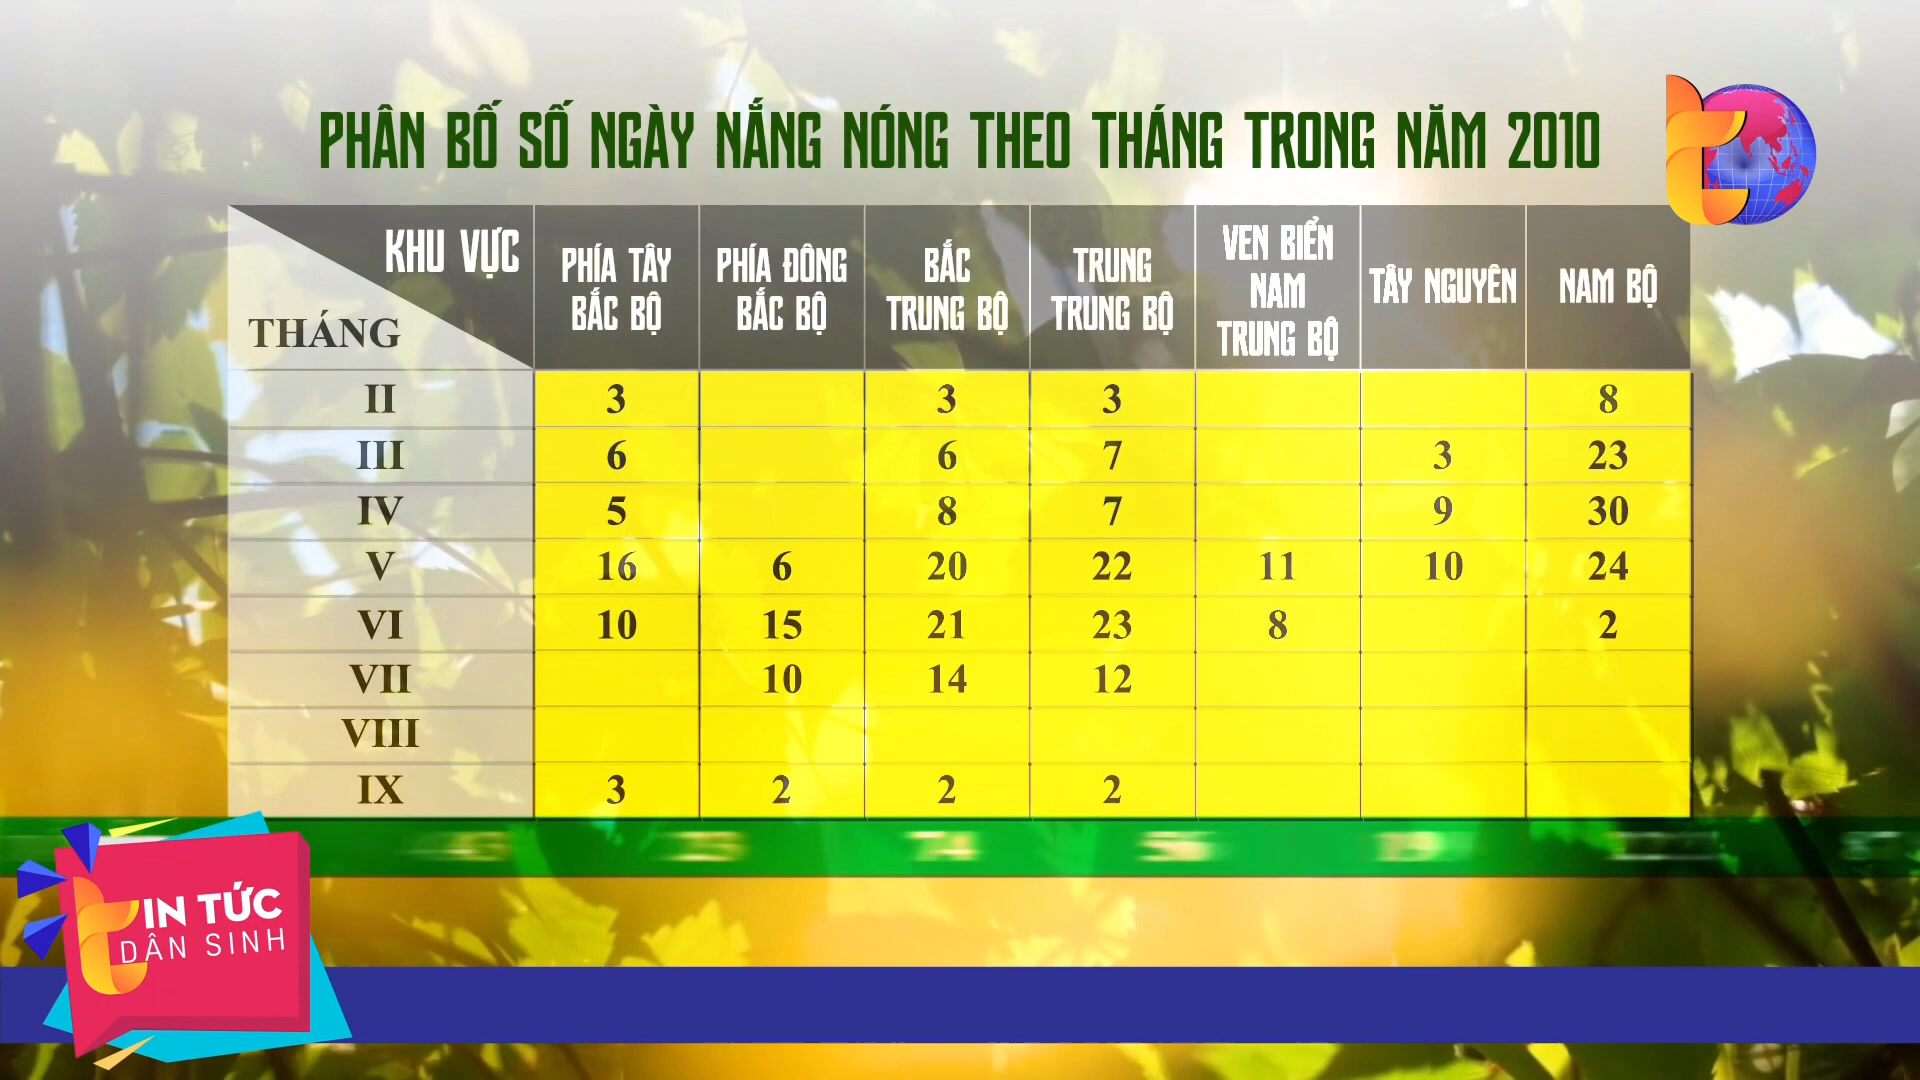 PHÂN BỐ SỐ NGÀY NẮNG NÓNG THEO THÁNG TRONG NĂM 2010
KHU VỰC
THÁNG
PHÍA TÂY
BẮC BỘ
PHÍA ĐÔNG
BẮC BỘ
BẮC
TRUNG BỘ
TRUNG
TRUNG BỘ
VEN BIỂN
NAM
TRUNG BỘ
TÂY NGUYÊN
NAM BỘ
II 3 3 3 8
III 6 6 7 3 23
IV 5 8 7 9 30
V 16 6 20 22 11 10 24
VI 10 15 21 23 8 2
VII 10 14 12
VIII
IX 3 2 2 2
TIN TỨC
DÂN SINH